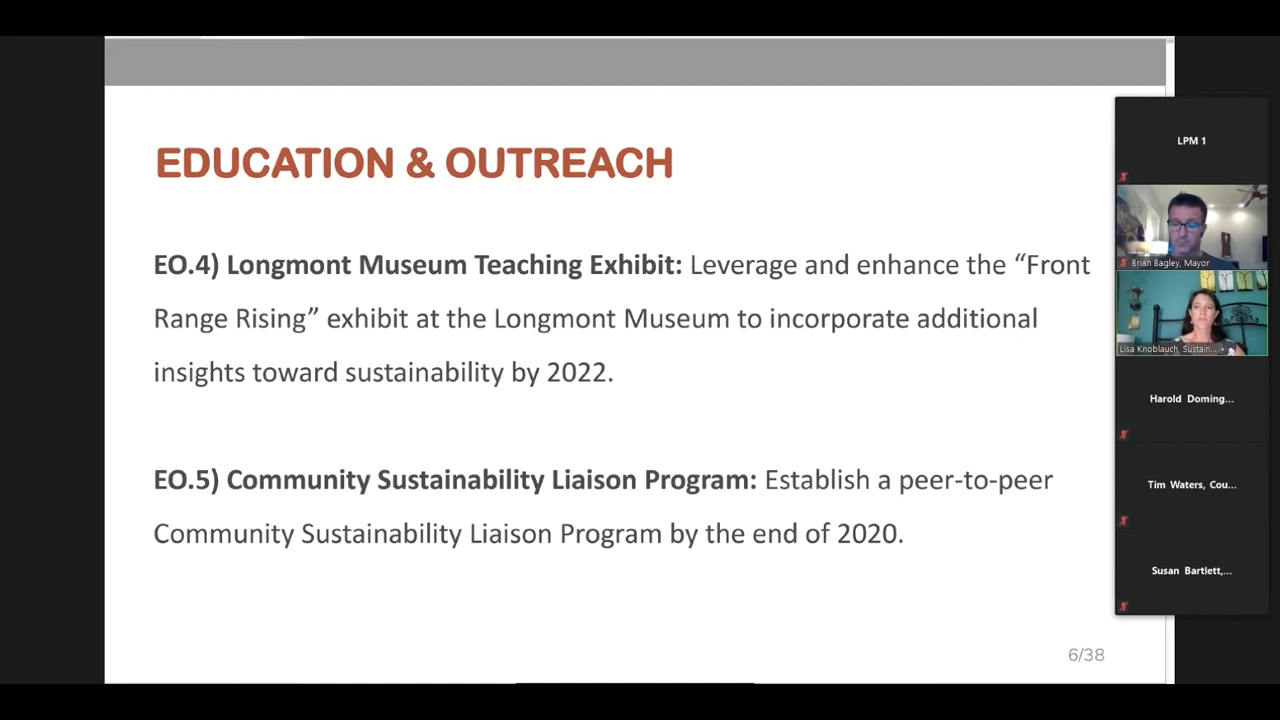 EDUCATION & OUTREACH
EO.4) Longmont Museum Teaching Exhibit: Leverage and enhance the “Front
Range Rising” exhibit at the Longmont Museum to incorporate additional
insights toward sustainability by 2022.
EO.5) Community Sustainability Liaison Program: Establish a peer-to-peer
Community Sustainability Liaison Program by the end of 2020.
6/38
LPM 1
Brian Bagley, Mayor
Lisa Knoblauch, Sustain...
Harold Doming...
Tim Waters, Cou...
Susan Bartlett,...